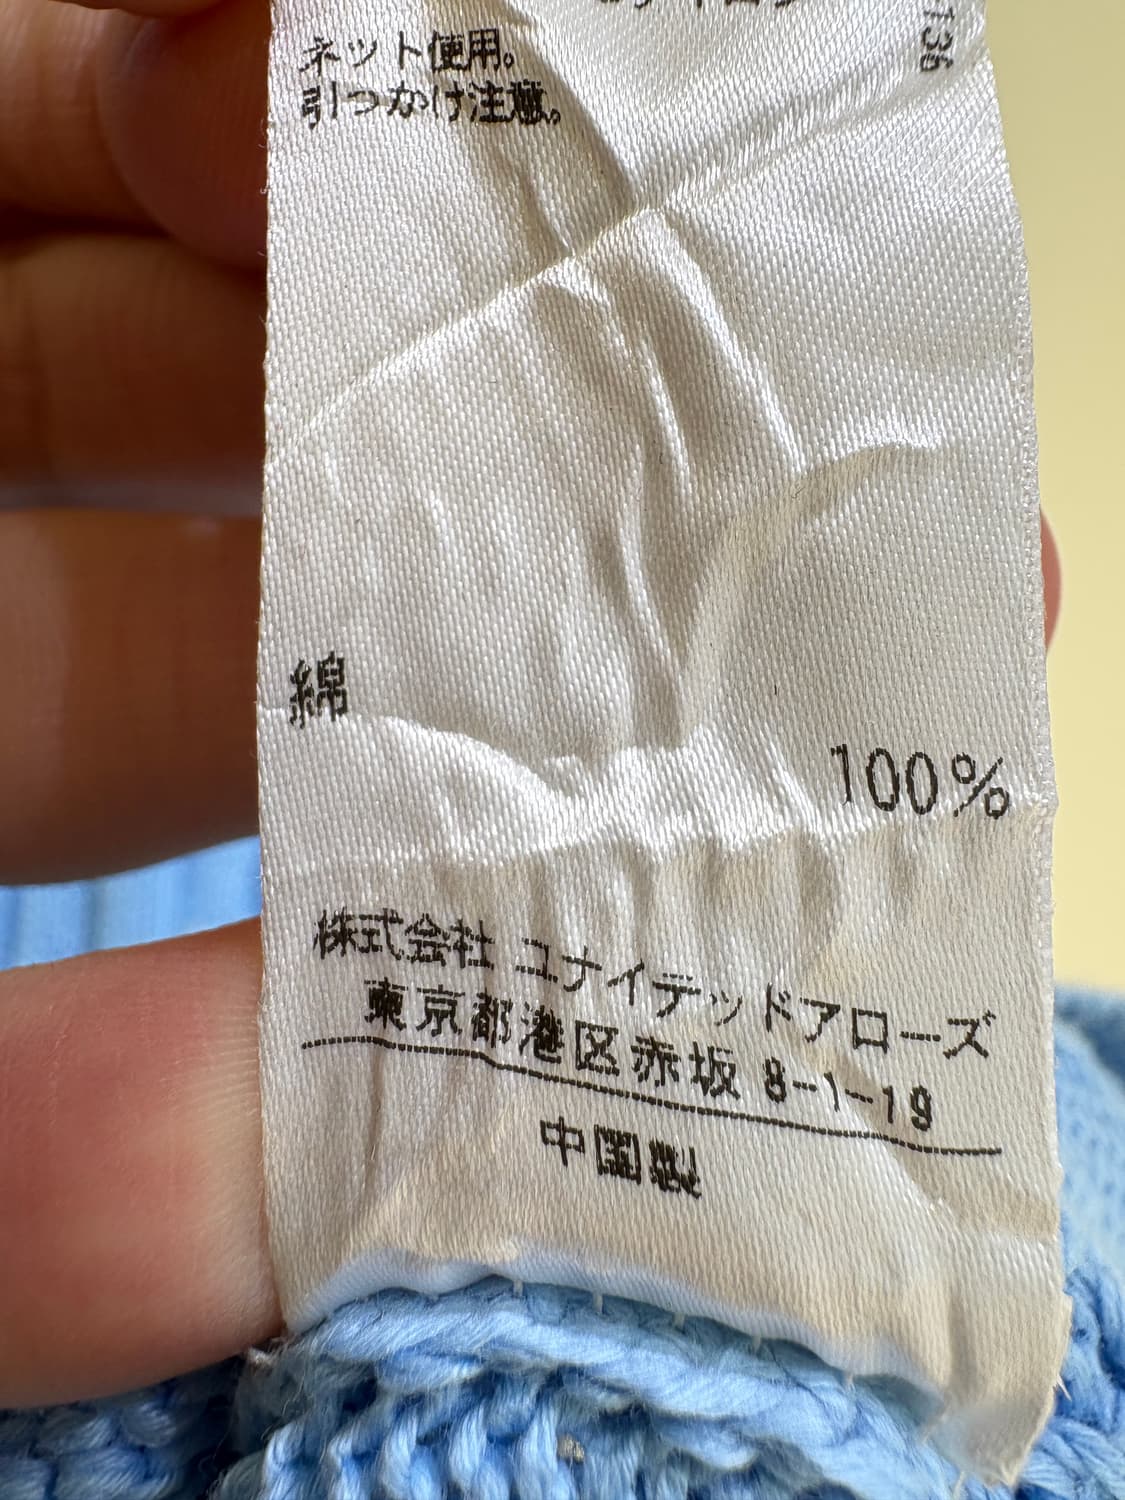 136
ネット使用。
引つかけ注意。
綿
100%
株式会社 ユナイテッドアローズ
東京都港区赤坂 8-1-19
中国製